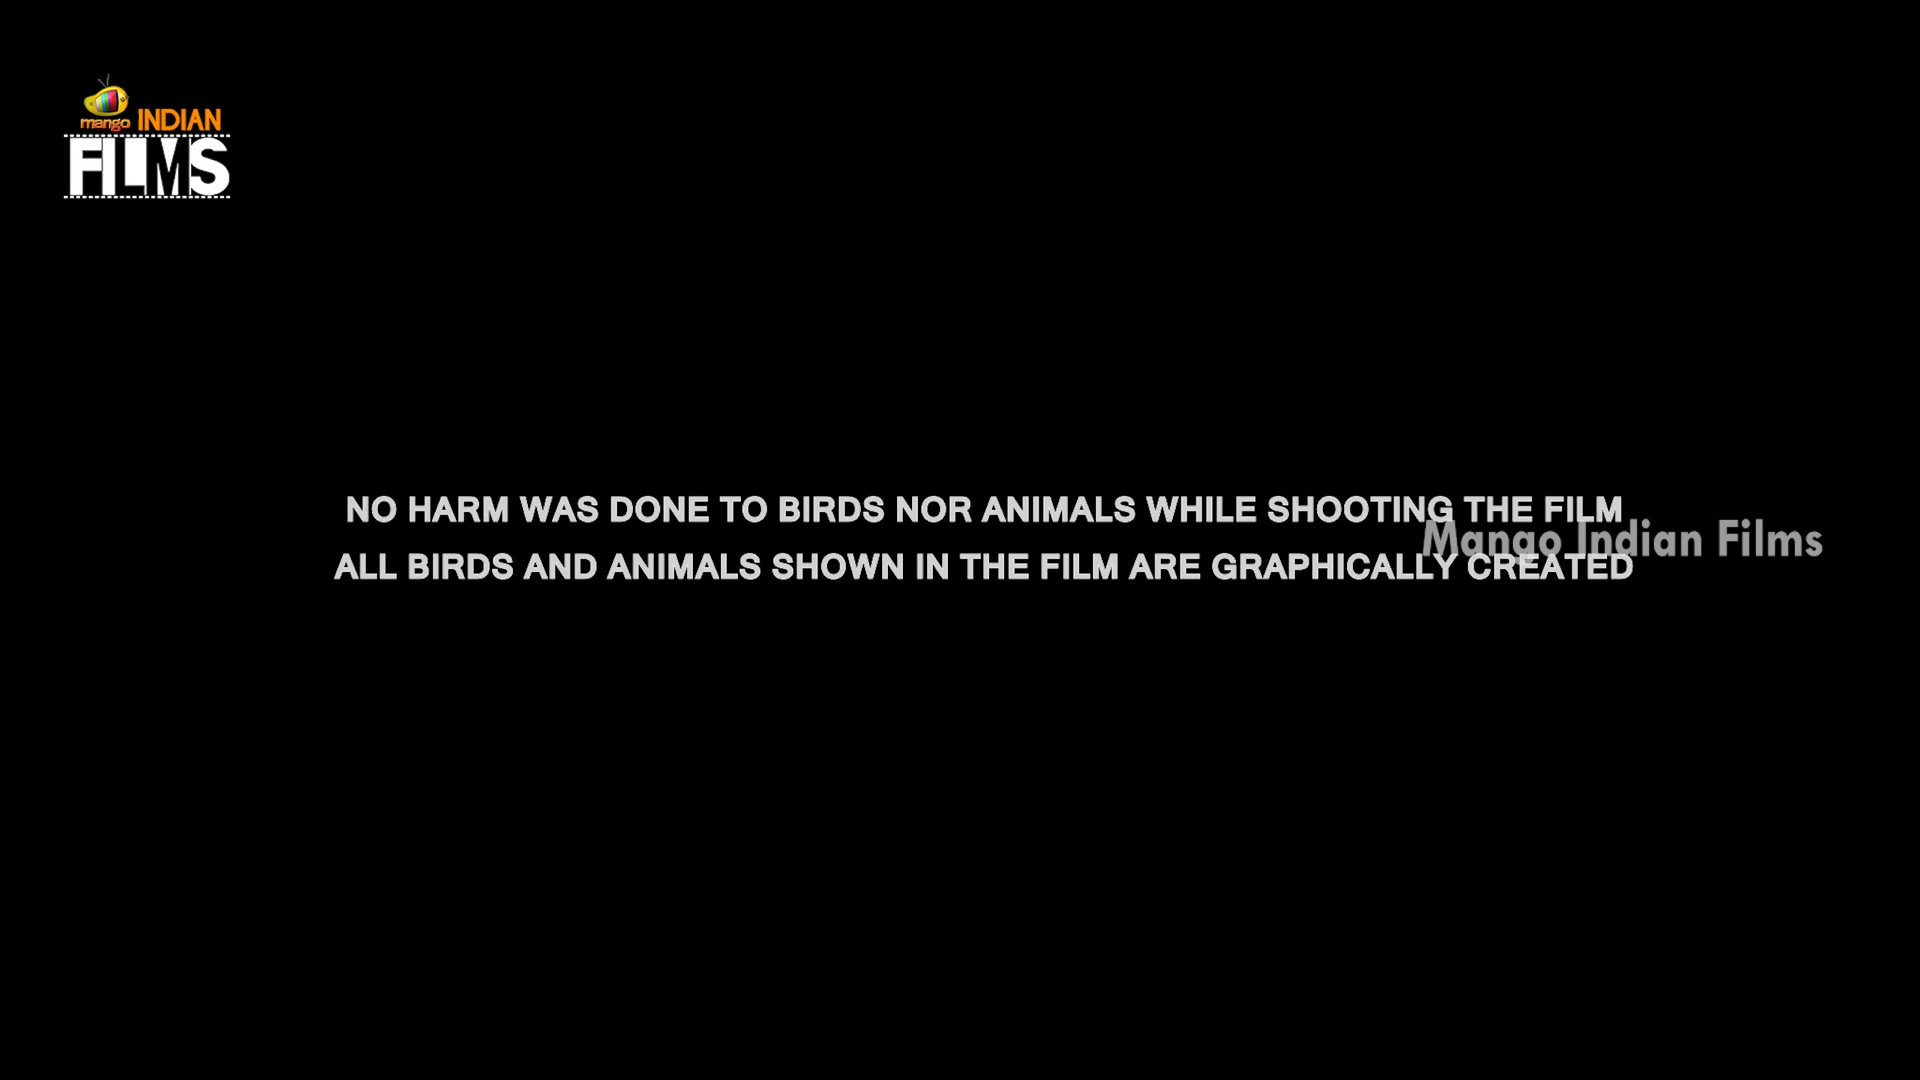 mango INDIAN
FILMS
NO HARM WAS DONE TO BIRDS NOR ANIMALS WHILE SHOOTING THE FILM
Mango Indian Films
ALL BIRDS AND ANIMALS SHOWN IN THE FILM ARE GRAPHICALLY CREATED